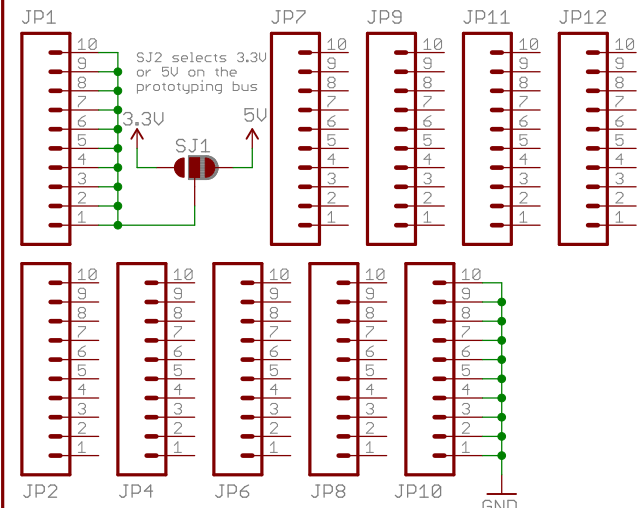 JP1 JP7 JP9 JP11 JP12
10 10 10 10 10
SJ2 selects 3.3V
9 9 9 9 9
or 5V on the
8 8 8 8 8
prototyping bus
7 7 7 7 7
3.3V 5V
6 6 6 6 6
SJ1
5 5 5 5 5
4 4 4 4 4
3 3 3 3 3
2 2 2 2 2
1 1 1 1 1
10 10 10 10 10
9 9 9 9 9
8 8 8 8 8
7 7 7 7 7
6 6 6 6 6
5 5 5 5 5
4 4 4 4 4
3 3 3 3 3
2 2 2 2 2
1 1 1 1 1
JP2 JP4 JP6 JP8 JP10
GND